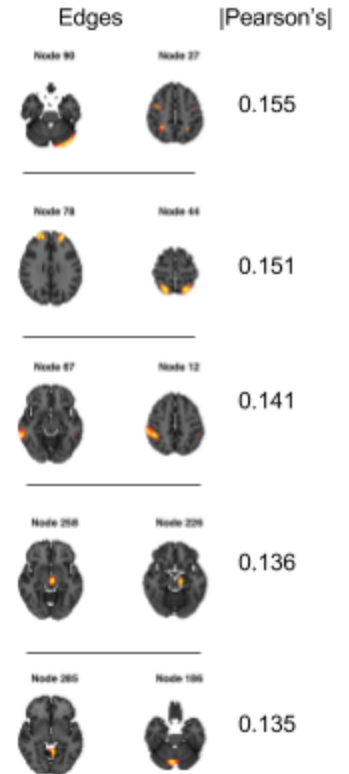 Edges |Pearson's|
Node 90 Node 27
0.155
Node 78 Node 44
0.151
Node 67 Node 12
0.141
Node 258 Node 226
0.136
Node 285 Node 186
0.135